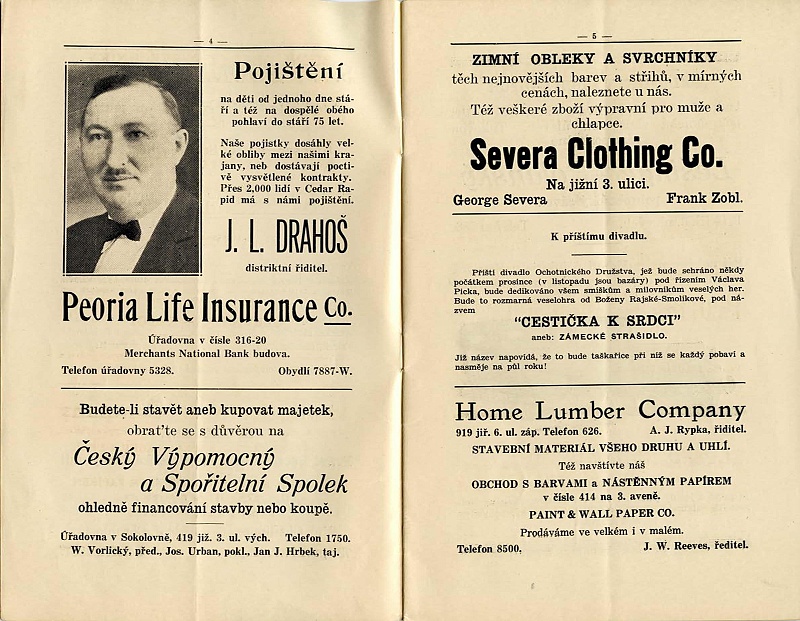 — 4 —
Pojištění
na děti od jednoho dne stá-
ří a též na dospělé obého
pohlaví do stáří 75 let.
Naše pojistky dosáhly vel-
ké obliby mezi našimi kra-
jany, neb dostávají pocti-
vě vysvětlené kontrakty.
Přes 2,000 lidí v Cedar Ra-
pid má s námi pojištění.
J. L. DRAHOŠ
distriktní řiditel.
Peoria Life Insurance Co.
Úřadovna v čísle 316-20
Merchants National Bank budova.
Telefon úřadovny 5328. Obydlí 7887-W.
Budete-li stavět aneb kupovat majetek,
obraťte se s důvěrou na
Český Výpomocný
a Spořitelní Spolek
ohledně financování stavby nebo koupě.
Úřadovna v Sokolovně, 419 již. 3. ul. vých. Telefon 1750.
W. Vorlický, před., Jos. Urban, pokl., Jan J. Hrbek, taj.
— 5 —
ZIMNÍ OBLEKY A SVRCHNÍKY
těch nejnovějších barev a střihů, v mírných
cenách, naleznete u nás.
Též veškeré zboží výpravní pro muže a
chlapce.
Severa Clothing Co.
Na jižní 3. ulici.
George Severa Frank Zobl.
K příštímu divadlu.
Příští divadlo Ochotnického Družstva, jež bude sehráno někdy
počátkem prosince (v listopadu jsou bazáry) pod řízením Václava
Picka, bude dedikováno všem smíškům a milovníkům veselých her.
Bude to rozmarná veselohra od Boženy Rajské-Smolíkové, pod ná-
zvem
“CESTIČKA K SRDCI”
aneb: ZÁMECKÉ STRAŠIDLO.
Již název napovídá, že to bude taškařice při níž se každý pobaví a
nasměje na půl roku!
Home Lumber Company
919 jiř. 6. ul. záp. Telefon 626. A. J. Rypka, řiditel.
STAVEBNÍ MATERIÁL VŠEHO DRUHU A UHLÍ.
Též navštivte náš
OBCHOD S BARVAMI a NÁSTĚNNÝM PAPÍREM
v čísle 414 na 3. aveně.
PAINT & WALL PAPER CO.
Prodáváme ve velkém i v malém.
Telefon 8500. J. W. Reeves, ředitel.